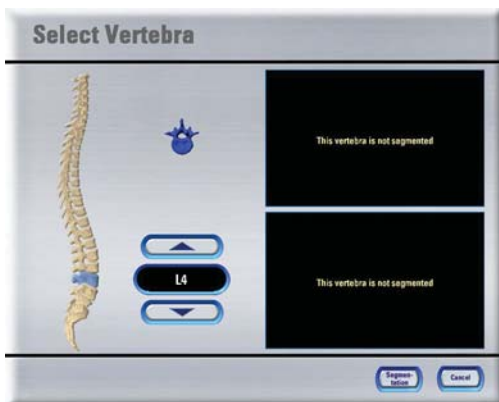 Select Vertebra
This vertebra is not segmented
L4
This vertebra is not segmented
Segmen-
tation
Cancel